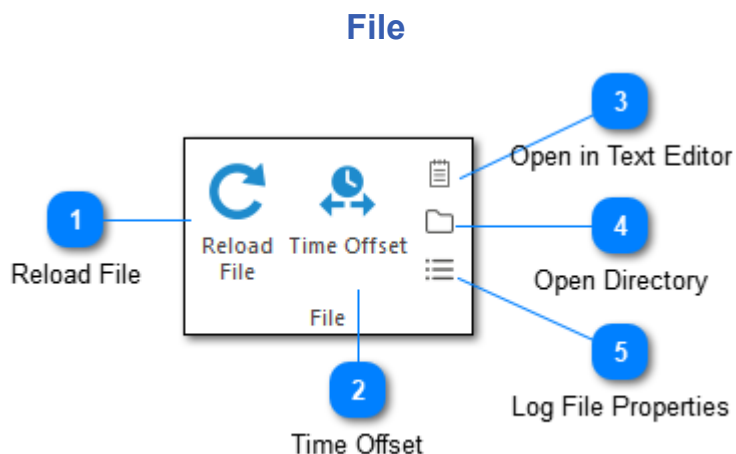 File
3
Open in Text Editor
1
Reload File
Reload
File
Time Offset
4
Open Directory
File
5
Log File Properties
2
Time Offset